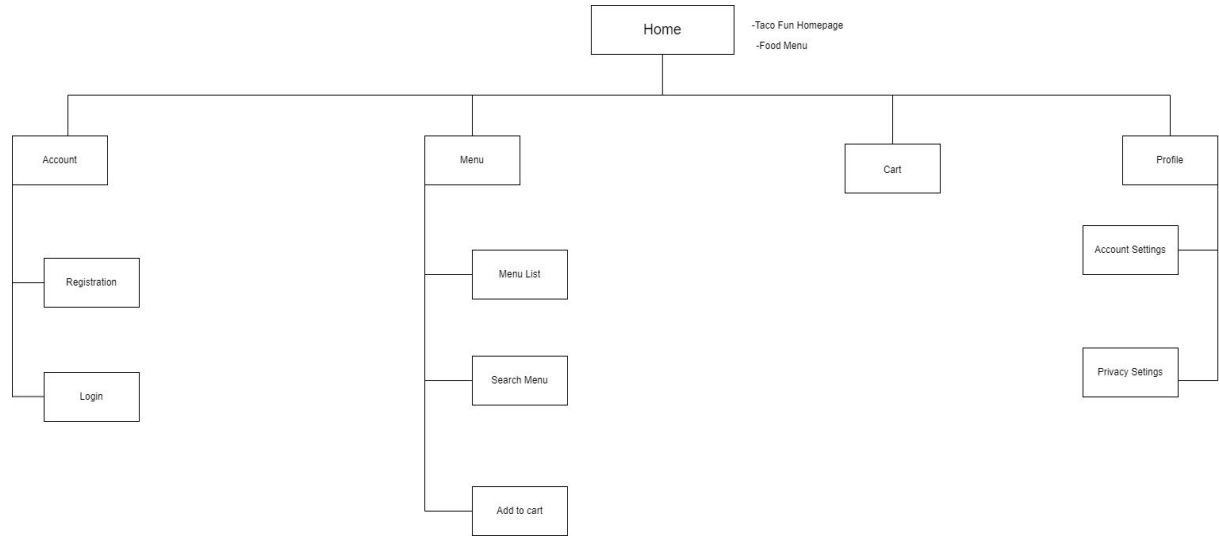 Home
-Taco Fun Homepage
-Food Menu
Account
Menu
Cart
Profile
Registration
Login
Menu List
Search Menu
Add to cart
Account Settings
Privacy Setings